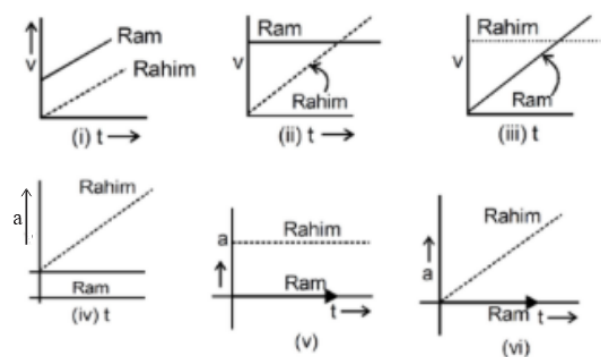 v
Ram
Rahim
(i) t →
Ram
v
Rahim
(ii) t →
Rahim
v
Ram
(iii) t
a
Rahim
Ram
(iv) t
a
Rahim
Ram
t →
(v)
a
Rahim
Ram t →
(vi)